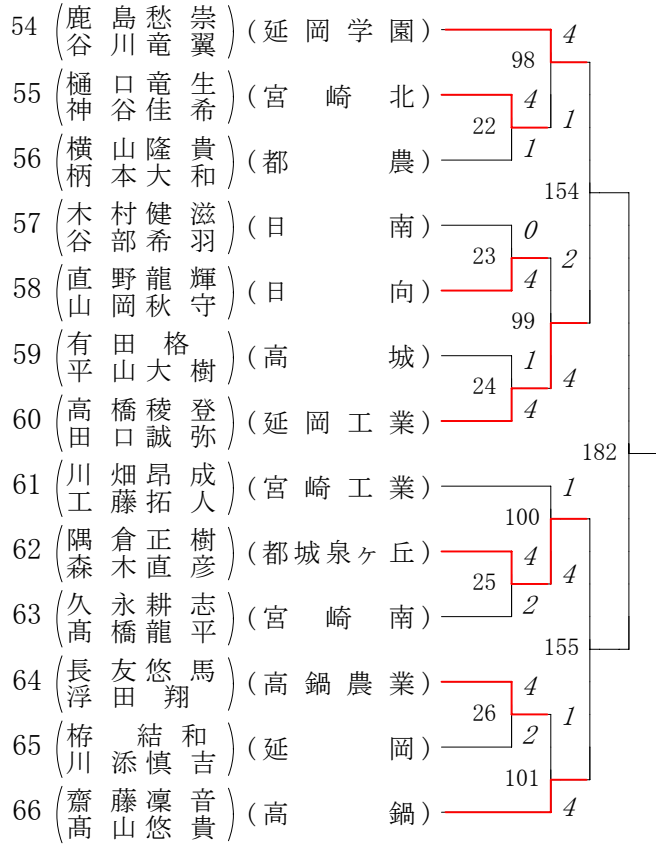 54 (鹿島愁崇 谷川竜翼) (延岡学園) 4
98
55 (樋口竜生 神谷佳希) (宮崎北) 4 1
22
56 (横山隆貴 柄本大和) (都農) 1
154
57 (木村健滋 谷部希羽) (日南) 0
23 2
58 (直野龍輝 山岡秋守) (日向) 4
99
59 (有田格 平山大樹) (高城) 1
24 4
60 (高橋稜登 田口誠弥) (延岡工業) 4
182
61 (川畑昂成 工藤拓人) (宮崎工業) 1
100
62 (隅倉正樹 森木直彦) (都城泉ヶ丘) 4
25 4
63 (久永耕志 髙橋龍平) (宮崎南) 2
155
64 (長友悠馬 浮田翔) (高鍋農業) 4
26 1
65 (栫結和 川添慎吉) (延岡) 2
101
66 (齋藤凜音 髙山悠貴) (高鍋) 4